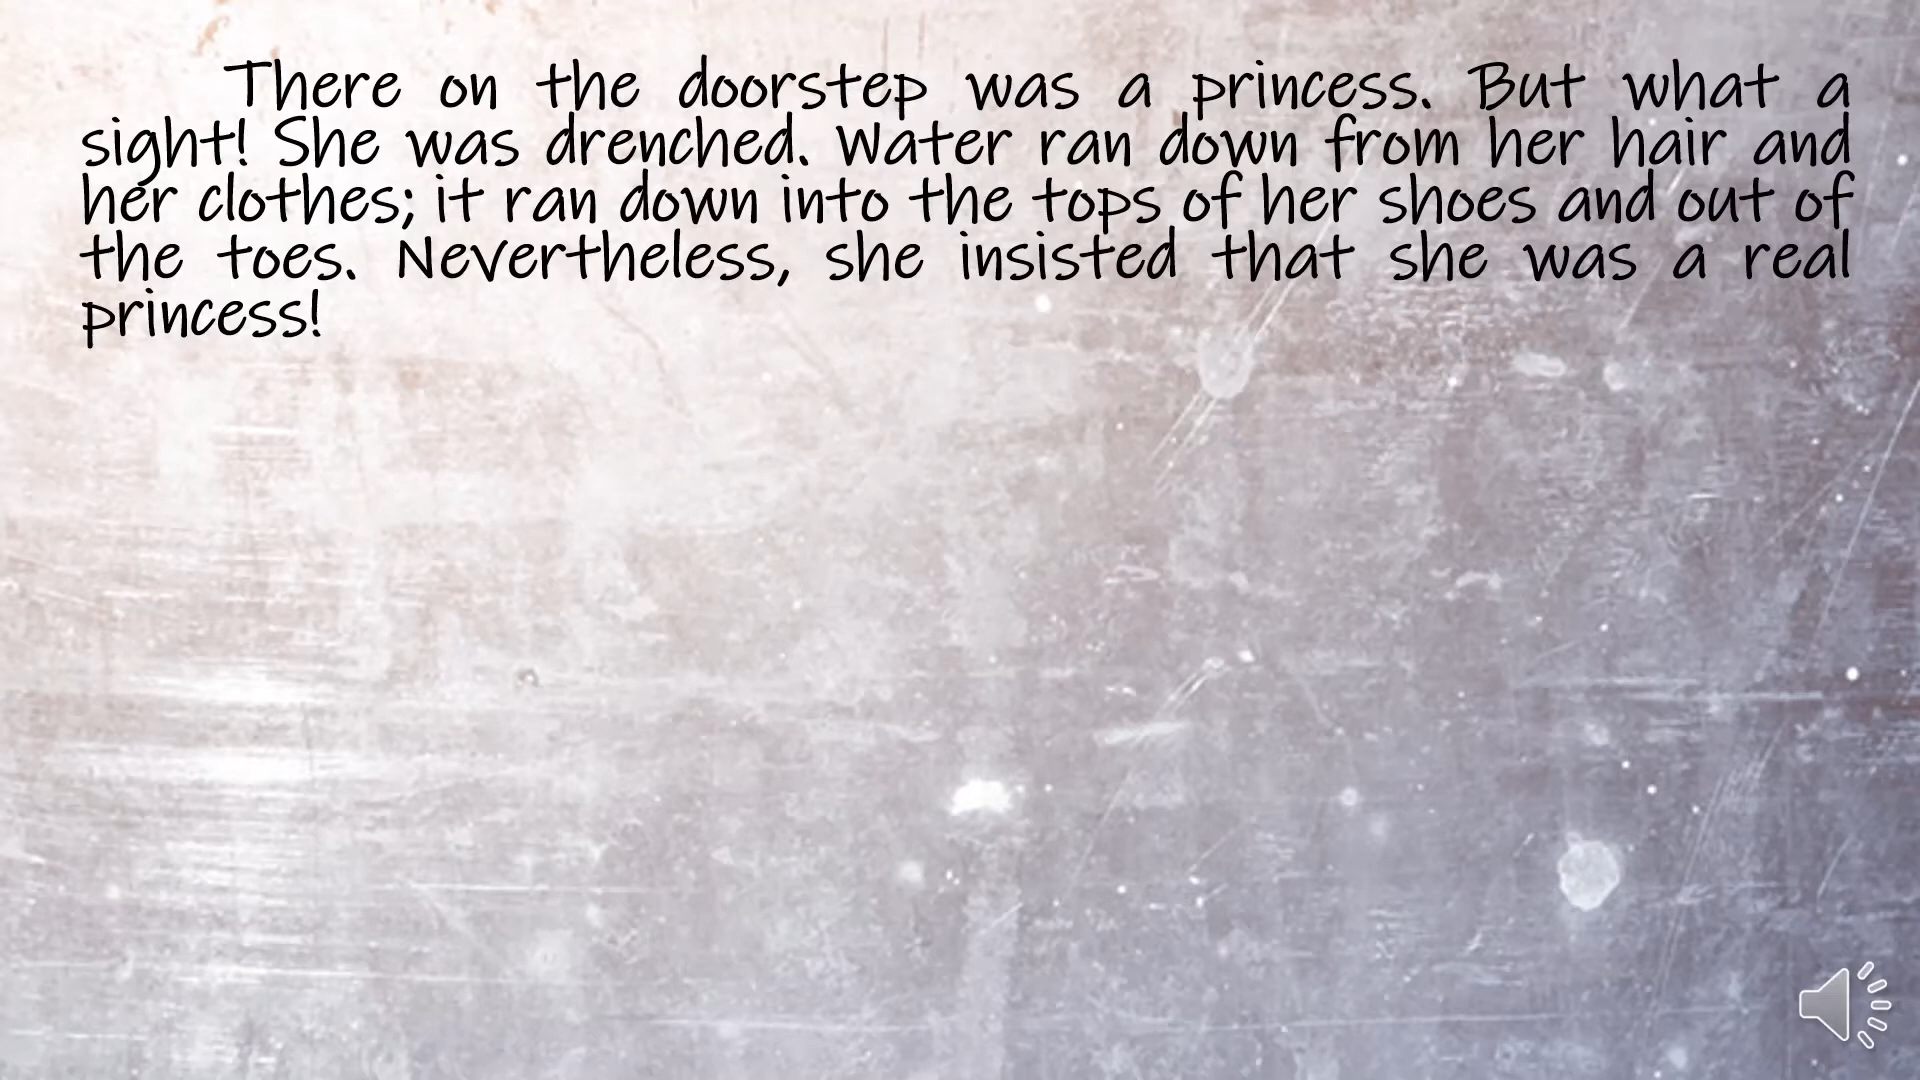 There on the doorstep was a princess. But what a
sight! She was drenched. Water ran down from her hair and
her clothes; it ran down into the tops of her shoes and out of
the toes. Nevertheless, she insisted that she was a real
princess!